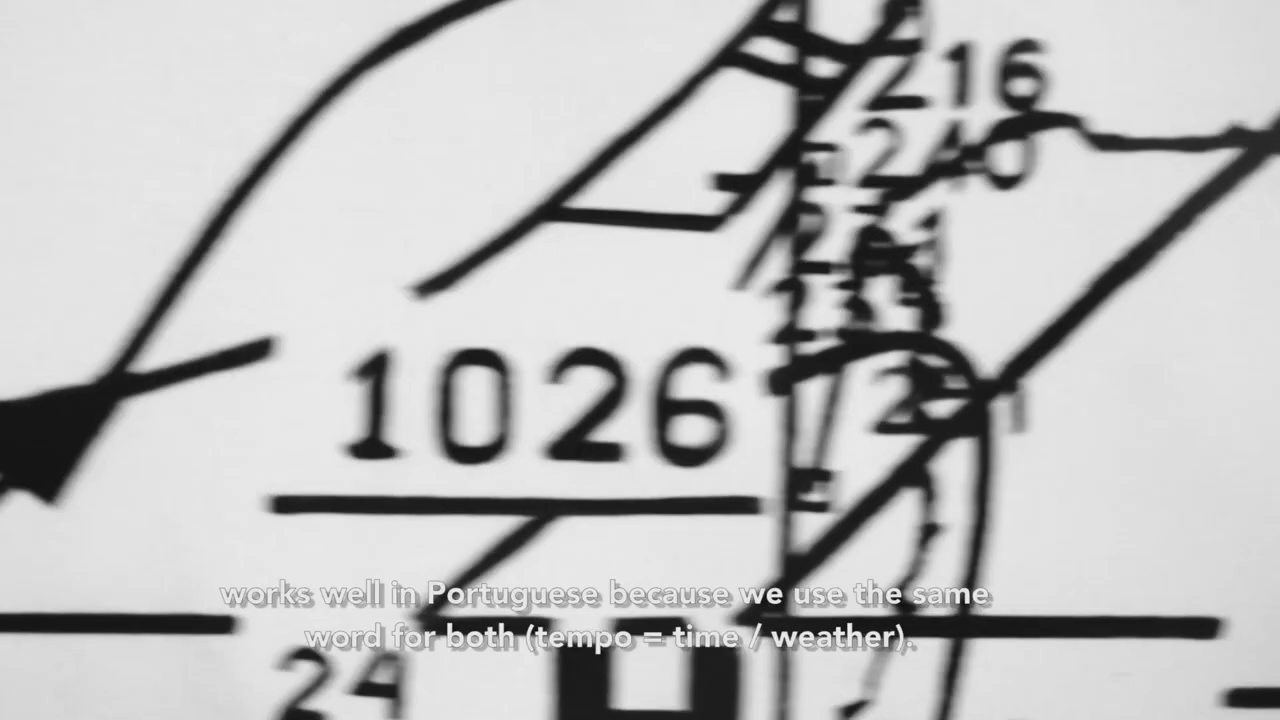 216
240
1026
works well in Portuguese because we use the same
word for both (tempo = time / weather).
24
H